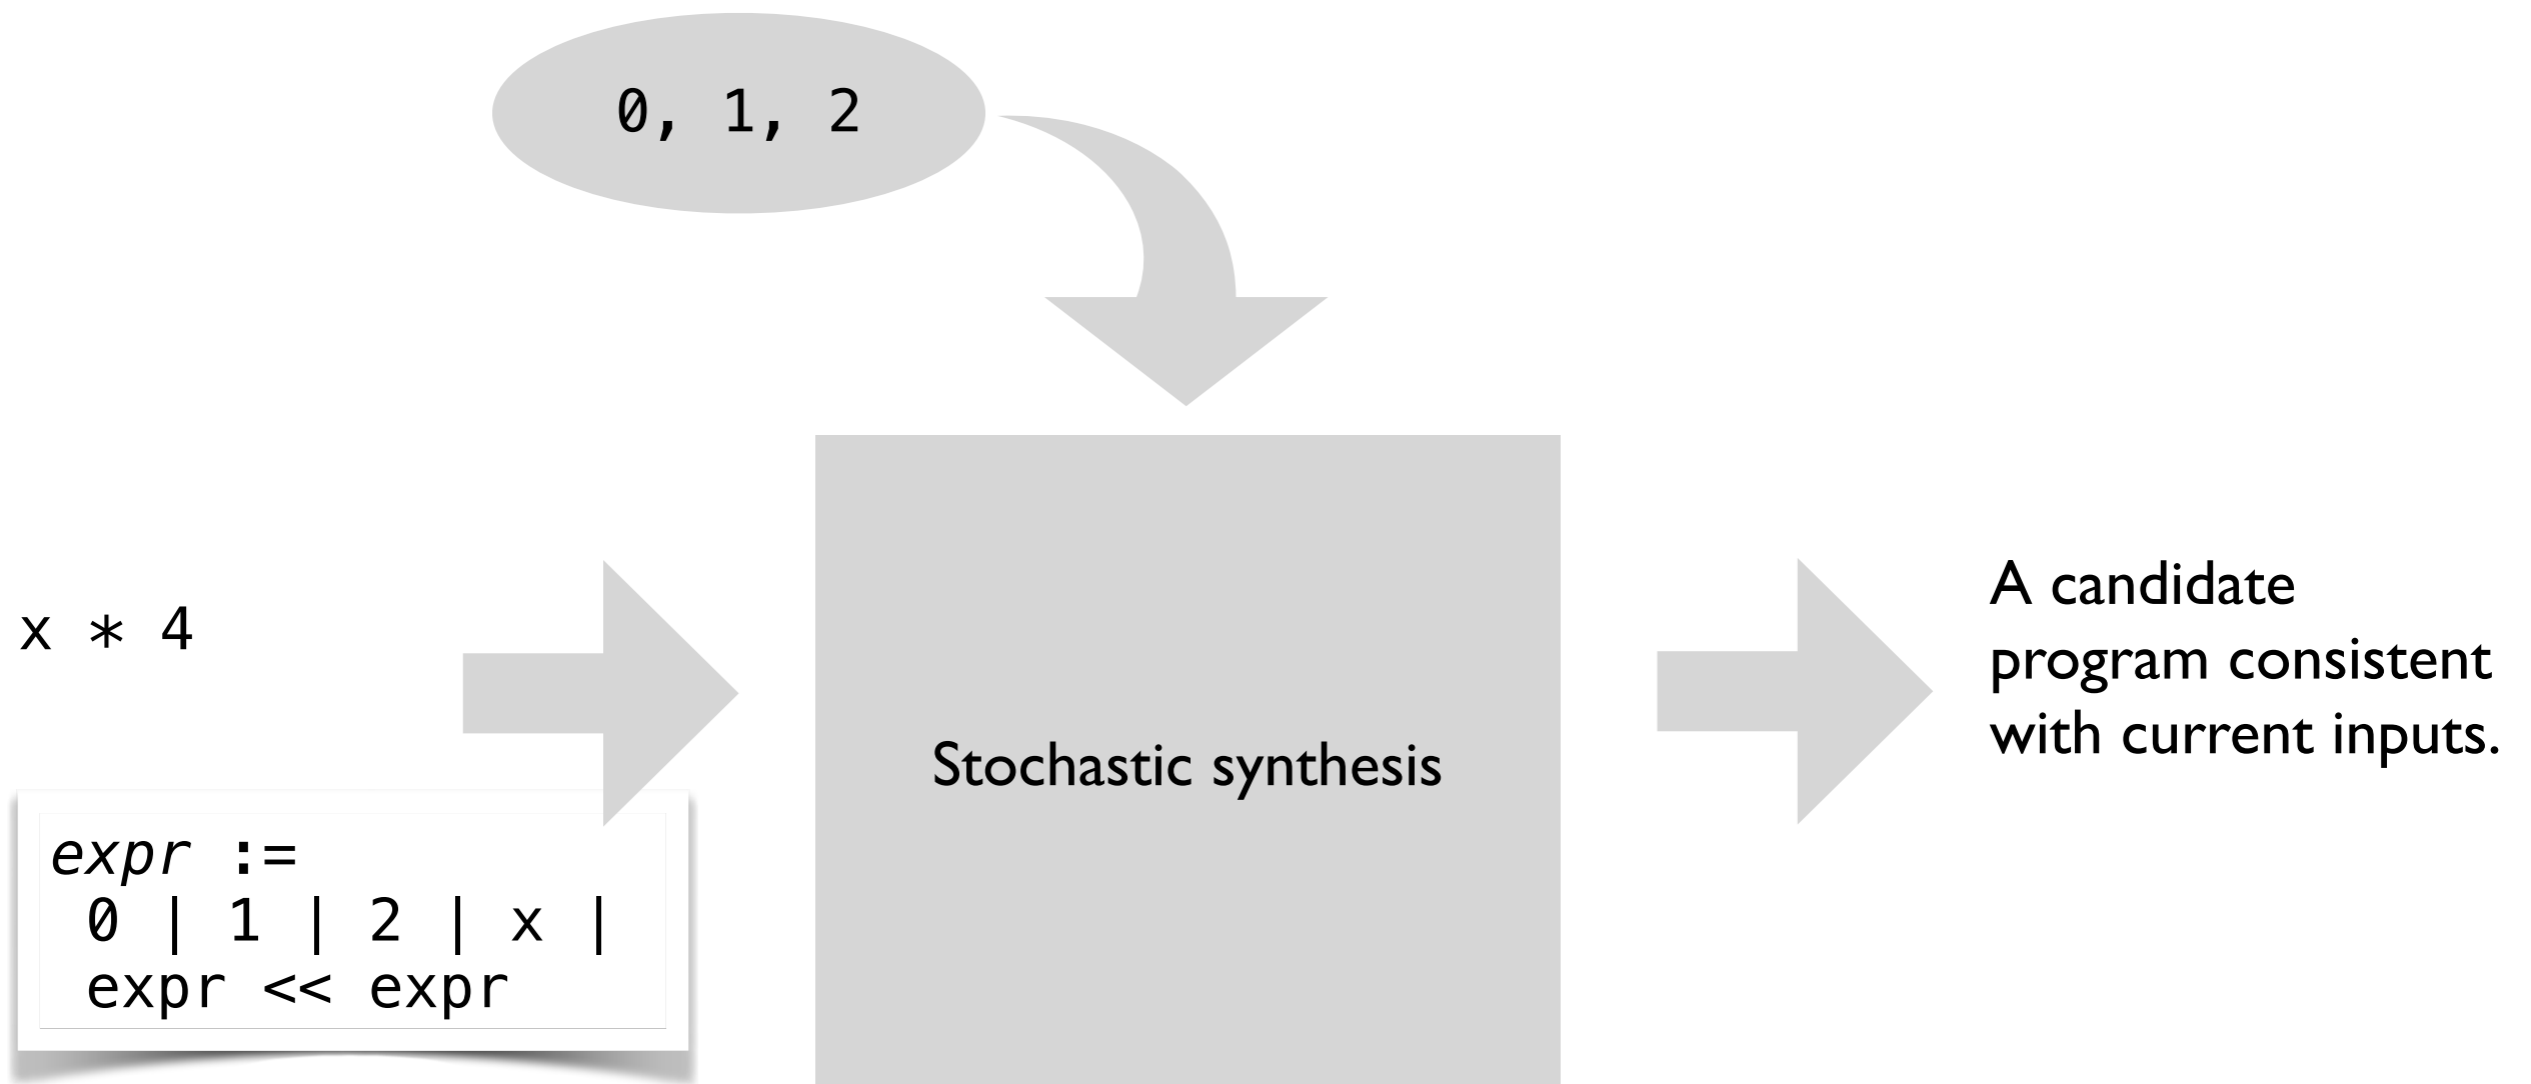 0, 1, 2
x * 4
expr :=
0 | 1 | 2 | x |
expr << expr
Stochastic synthesis
A candidate
program consistent
with current inputs.